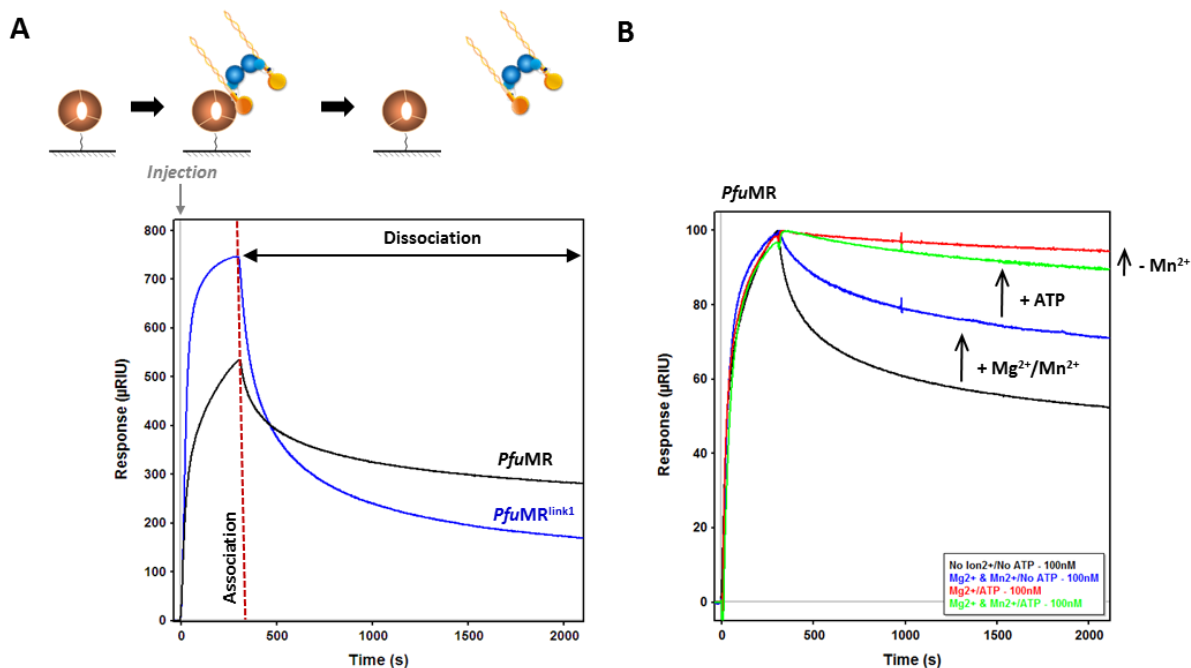 A
B
Injection
800
700
600
500
400
300
200
100
0
Response (µRIU)
Dissociation
Association
PfuMR
PfuMRlink1
0
500
1000
1500
2000
Time (s)
PfuMR
100
80
60
40
20
0
Response (µRIU)
- Mn²⁺
+ ATP
+ Mg²⁺/Mn²⁺
No Ion2+/No ATP - 100nM
Mg2+ & Mn2+/No ATP - 100nM
Mg2+/ATP - 100nM
Mg2+ & Mn2+/ATP - 100nM
0
500
1000
1500
2000
Time (s)